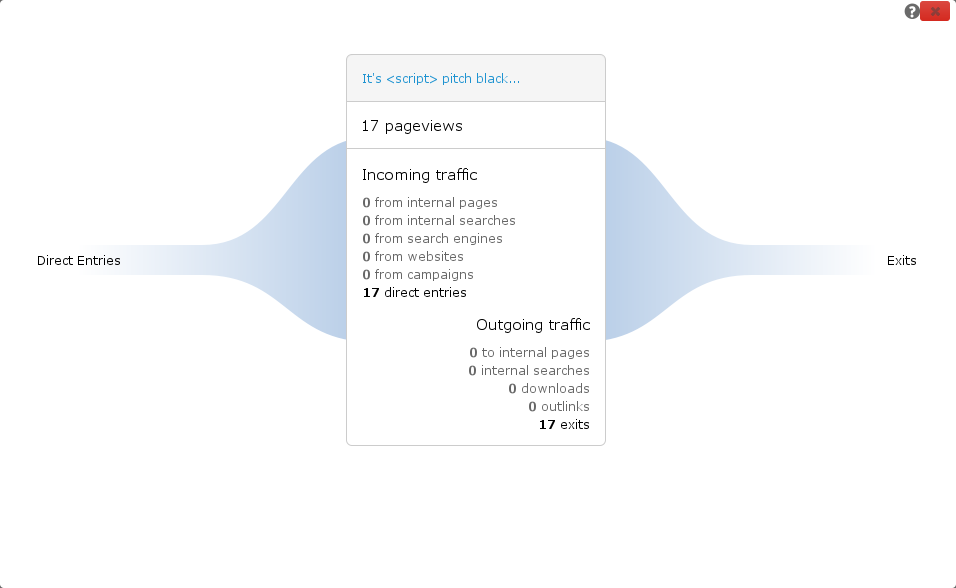 It's <script> pitch black...
17 pageviews
Incoming traffic
0 from internal pages
0 from internal searches
0 from search engines
0 from websites
0 from campaigns
17 direct entries
Direct Entries
Exits
Outgoing traffic
0 to internal pages
0 internal searches
0 downloads
0 outlinks
17 exits